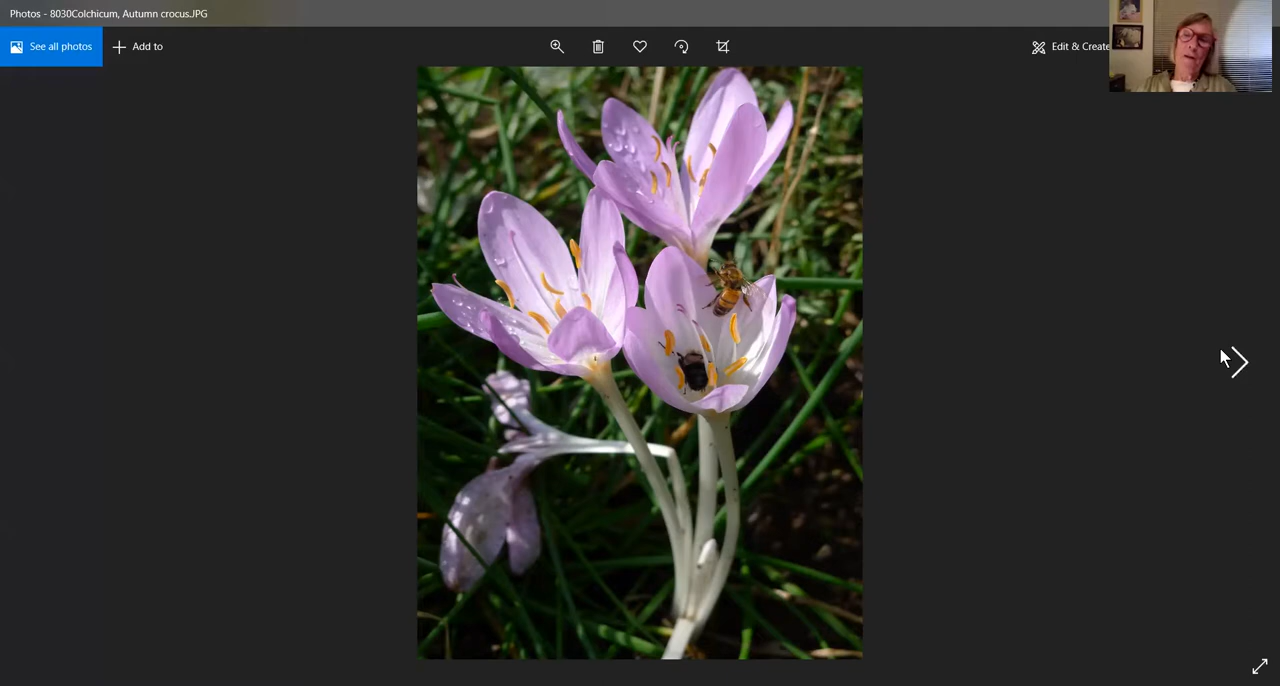 Photos - 8030Colchicum, Autumn crocus.JPG
See all photos
Add to
Edit & Create